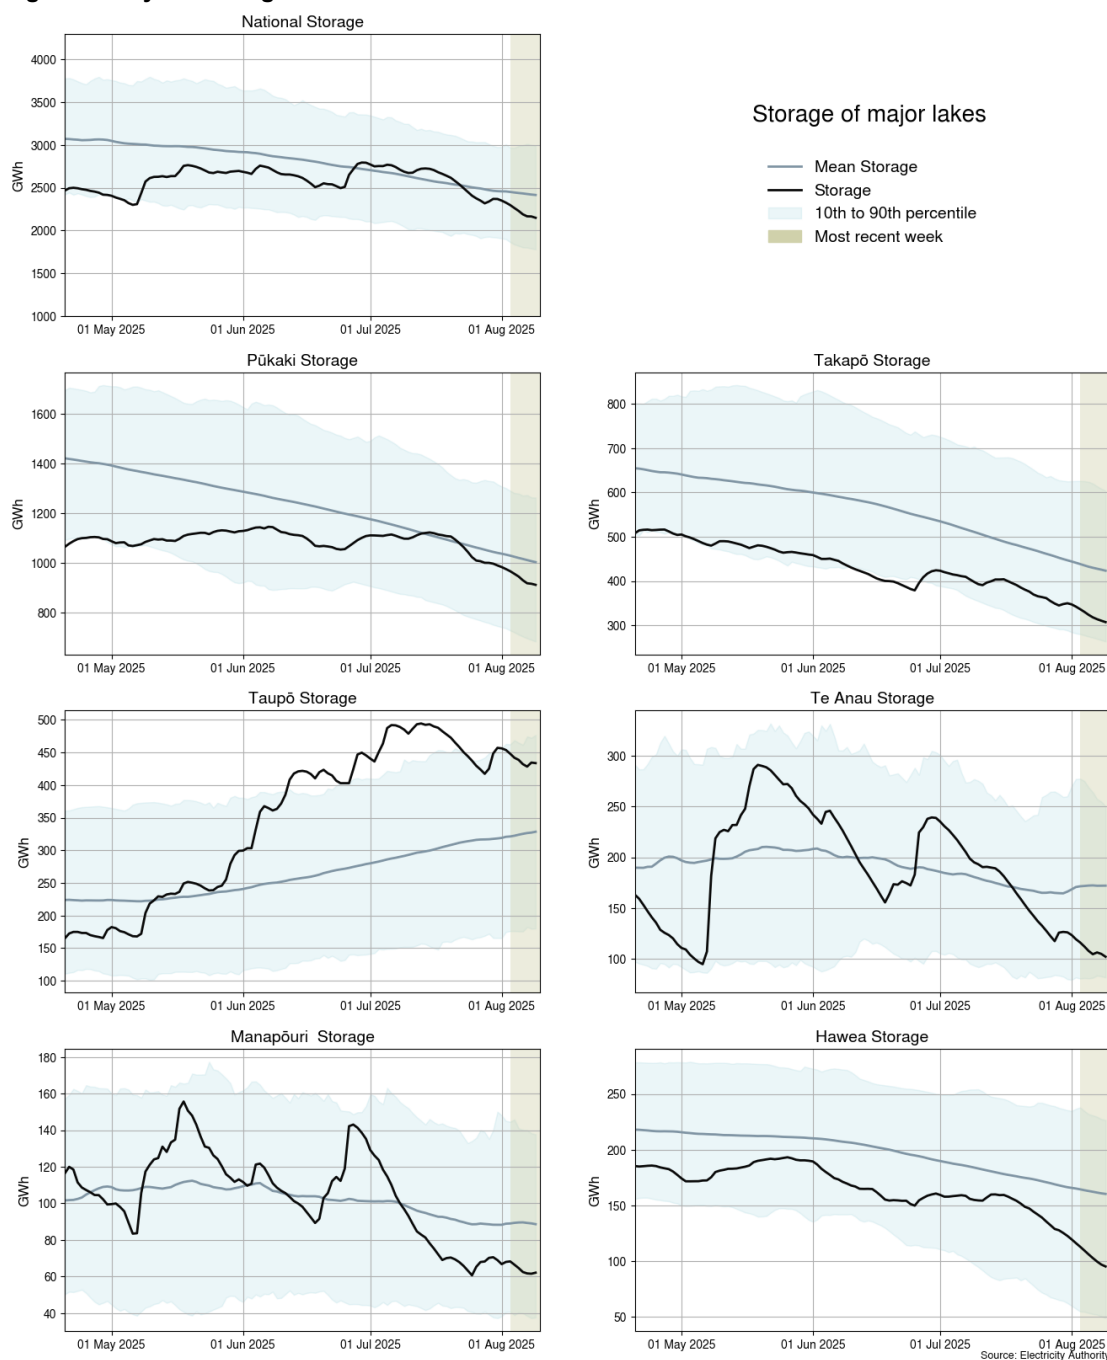 National Storage
4000
3500
3000
2500
2000
1500
1000
GWh
01 May 2025
01 Jun 2025
01 Jul 2025
01 Aug 2025
Storage of major lakes
Mean Storage
Storage
10th to 90th percentile
Most recent week
Pūkaki Storage
1600
1400
1200
1000
800
GWh
01 May 2025
01 Jun 2025
01 Jul 2025
01 Aug 2025
Takapō Storage
800
700
600
500
400
300
GWh
01 May 2025
01 Jun 2025
01 Jul 2025
01 Aug 2025
Taupō Storage
500
450
400
350
300
250
200
150
100
GWh
01 May 2025
01 Jun 2025
01 Jul 2025
01 Aug 2025
Te Anau Storage
300
250
200
150
100
GWh
01 May 2025
01 Jun 2025
01 Jul 2025
01 Aug 2025
Manapōuri  Storage
180
160
140
120
100
80
60
40
GWh
01 May 2025
01 Jun 2025
01 Jul 2025
01 Aug 2025
Hawea Storage
250
200
150
100
50
GWh
01 May 2025
01 Jun 2025
01 Jul 2025
01 Aug 2025
Source: Electricity Authority